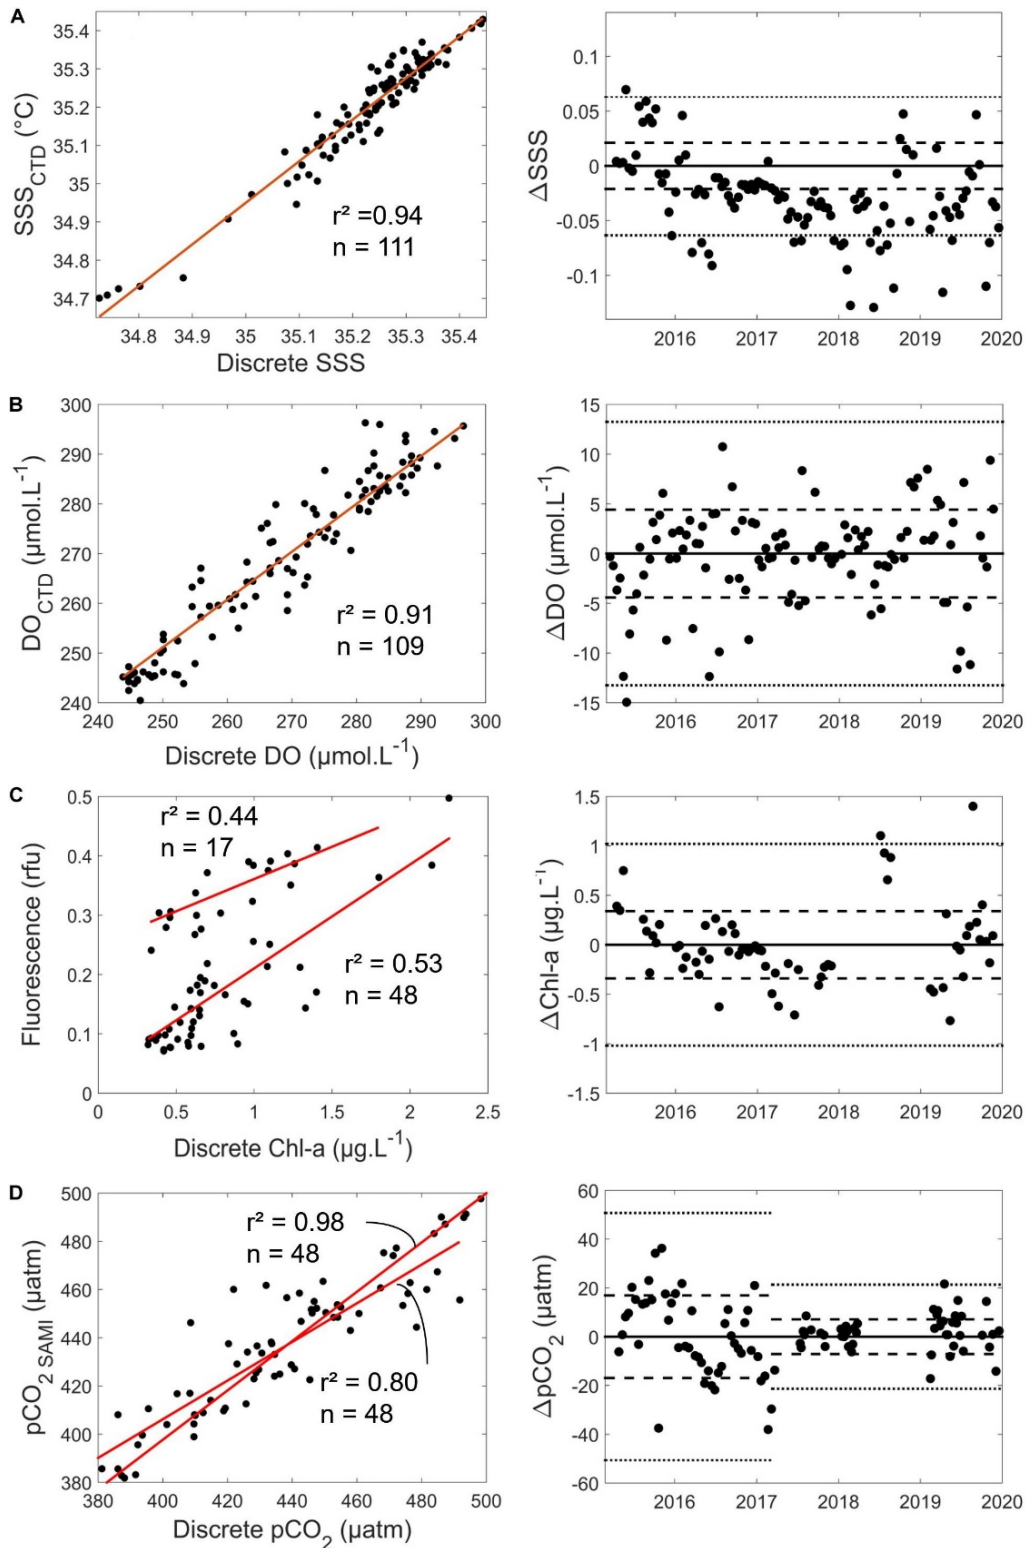 A
SSS_CTD (°C)
35.4
35.3
35.2
35.1
35
34.9
34.8
34.7
r² =0.94
n = 111
34.8 34.9 35 35.1 35.2 35.3 35.4
Discrete SSS
ΔSSS
0.1
0.05
0
-0.05
-0.1
2016 2017 2018 2019 2020
B
DO_CTD (µmol.L⁻¹)
300
290
280
270
260
250
240
r² = 0.91
n = 109
240 250 260 270 280 290 300
Discrete DO (µmol.L⁻¹)
ΔDO (µmol.L⁻¹)
15
10
5
0
-5
-10
-15
2016 2017 2018 2019 2020
C
Fluorescence (rfu)
0.5
0.4
0.3
0.2
0.1
0
r² = 0.44
n = 17
r² = 0.53
n = 48
0 0.5 1 1.5 2 2.5
Discrete Chl-a (µg.L⁻¹)
ΔChl-a (µg.L⁻¹)
1.5
1
0.5
0
-0.5
-1
-1.5
2016 2017 2018 2019 2020
D
pCO₂ SAMI (µatm)
500
480
460
440
420
400
380
r² = 0.98
n = 48
r² = 0.80
n = 48
380 400 420 440 460 480 500
Discrete pCO₂ (µatm)
ΔpCO₂ (µatm)
60
40
20
0
-20
-40
-60
2016 2017 2018 2019 2020